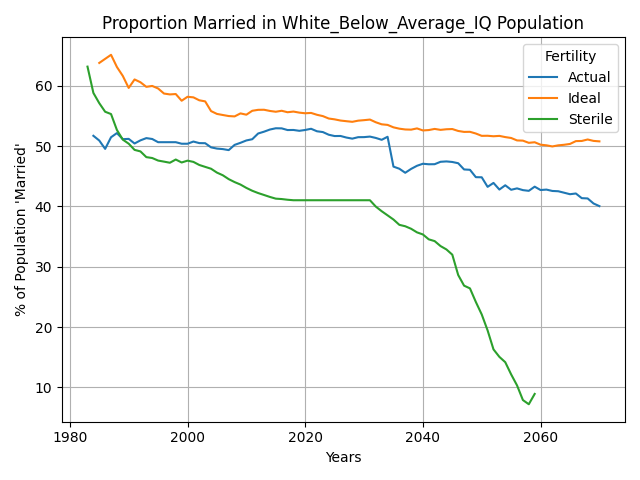 Proportion Married in White_Below_Average_IQ Population
% of Population 'Married'
60
50
40
30
20
10
Fertility
Actual
Ideal
Sterile
1980 2000 2020 2040 2060
Years